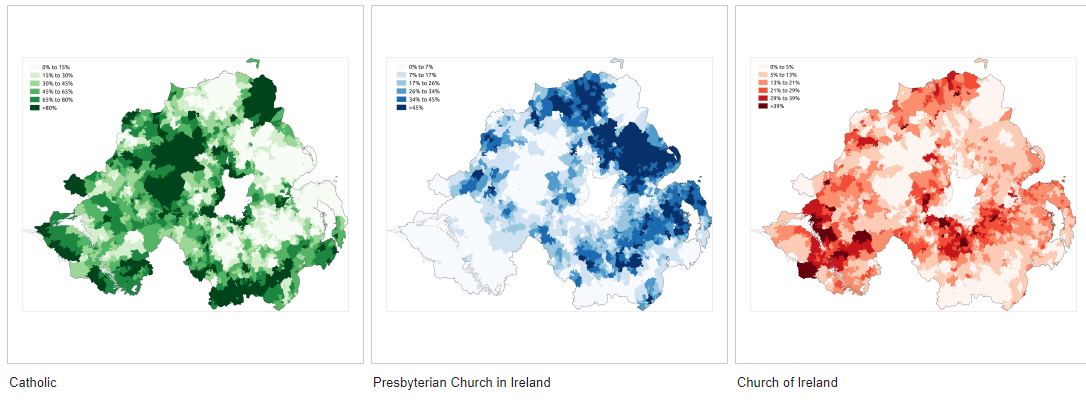 0% to 15%
15% to 30%
30% to 45%
45% to 65%
65% to 80%
>80%
0% to 7%
7% to 17%
17% to 26%
26% to 34%
34% to 45%
>45%
0% to 5%
5% to 13%
13% to 21%
21% to 29%
29% to 39%
>39%
Catholic
Presbyterian Church in Ireland
Church of Ireland